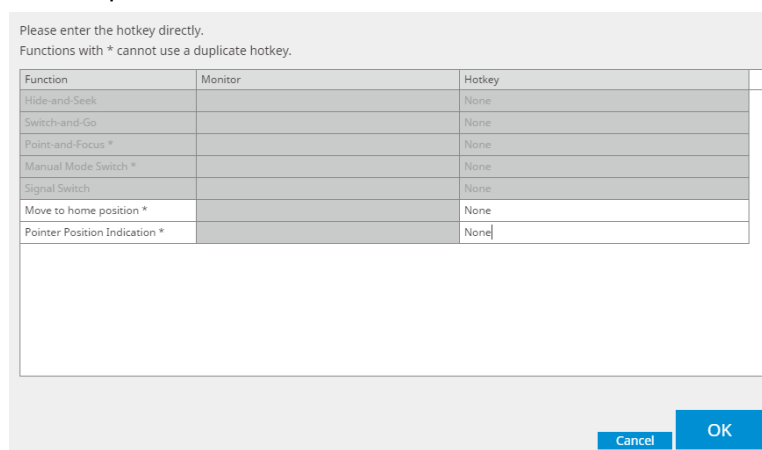 Please enter the hotkey directly.
Functions with * cannot use a duplicate hotkey.
Function Monitor Hotkey
Hide-and-Seek None
Switch-and-Go None
Point-and-Focus * None
Manual Mode Switch * None
Signal Switch None
Move to home position * None
Pointer Position Indication * None
Cancel OK